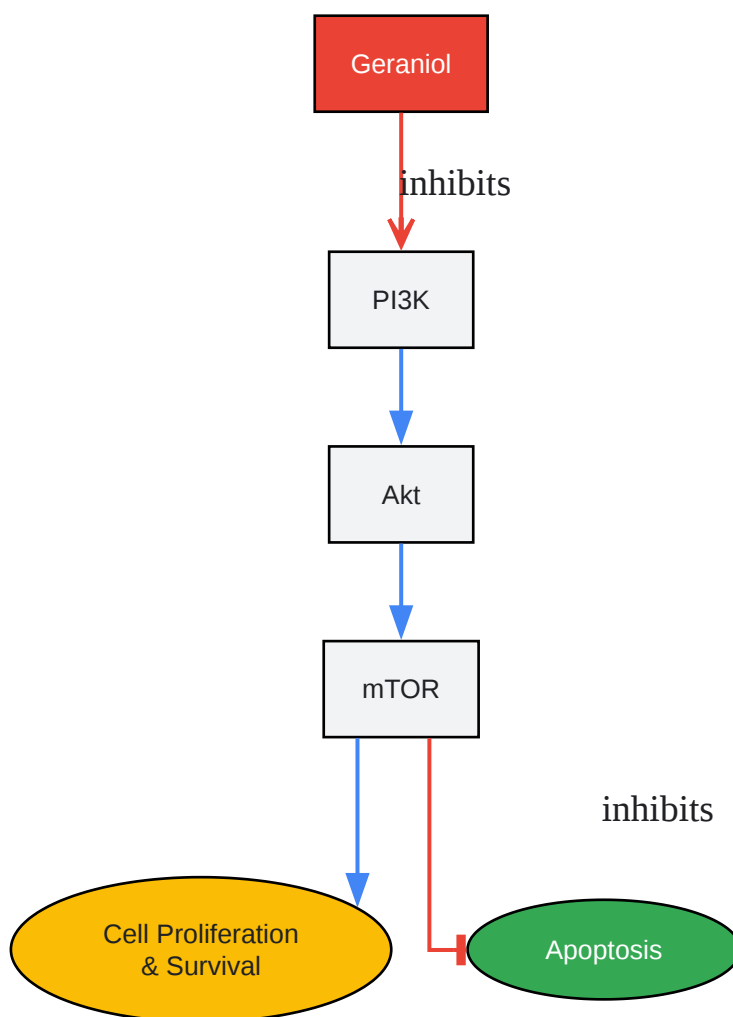 Geraniol
inhibits
PI3K
Akt
mTOR
inhibits
Cell Proliferation
& Survival
Apoptosis